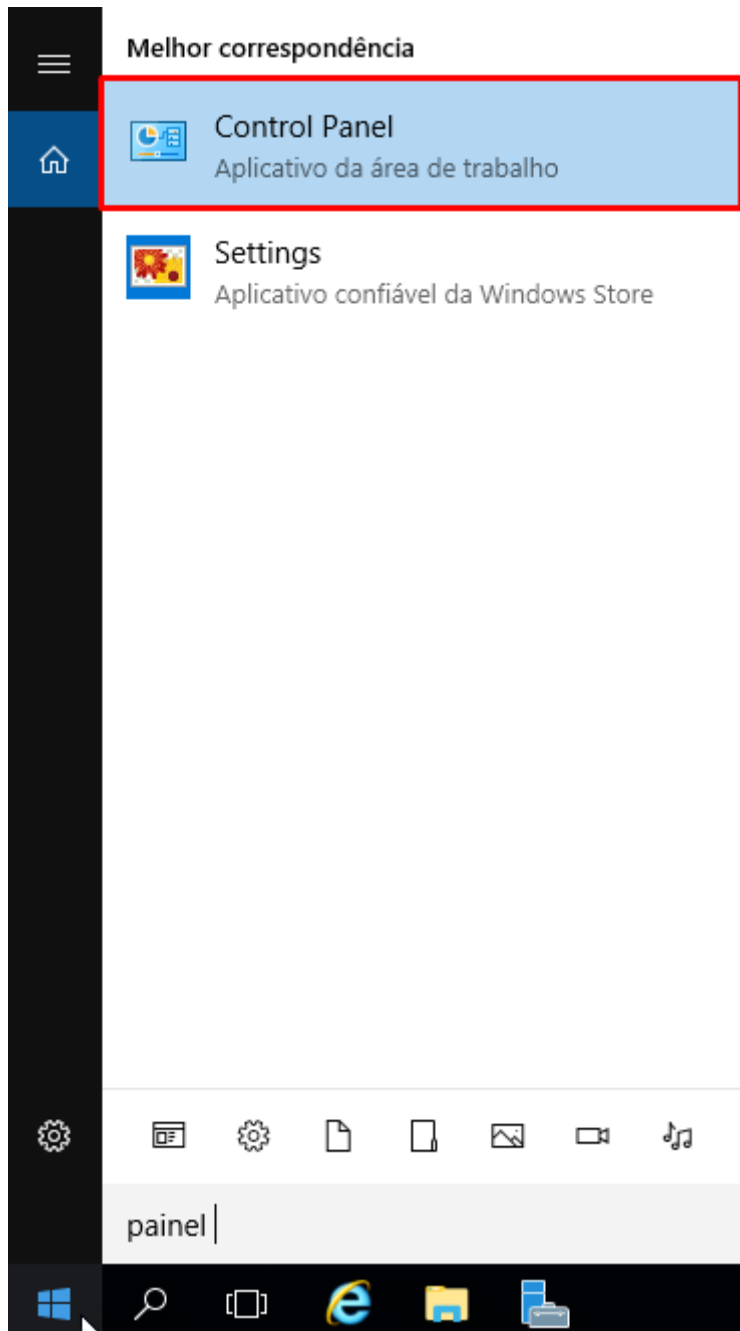 Melhor correspondência
Control Panel
Aplicativo da área de trabalho
Settings
Aplicativo confiável da Windows Store
painel